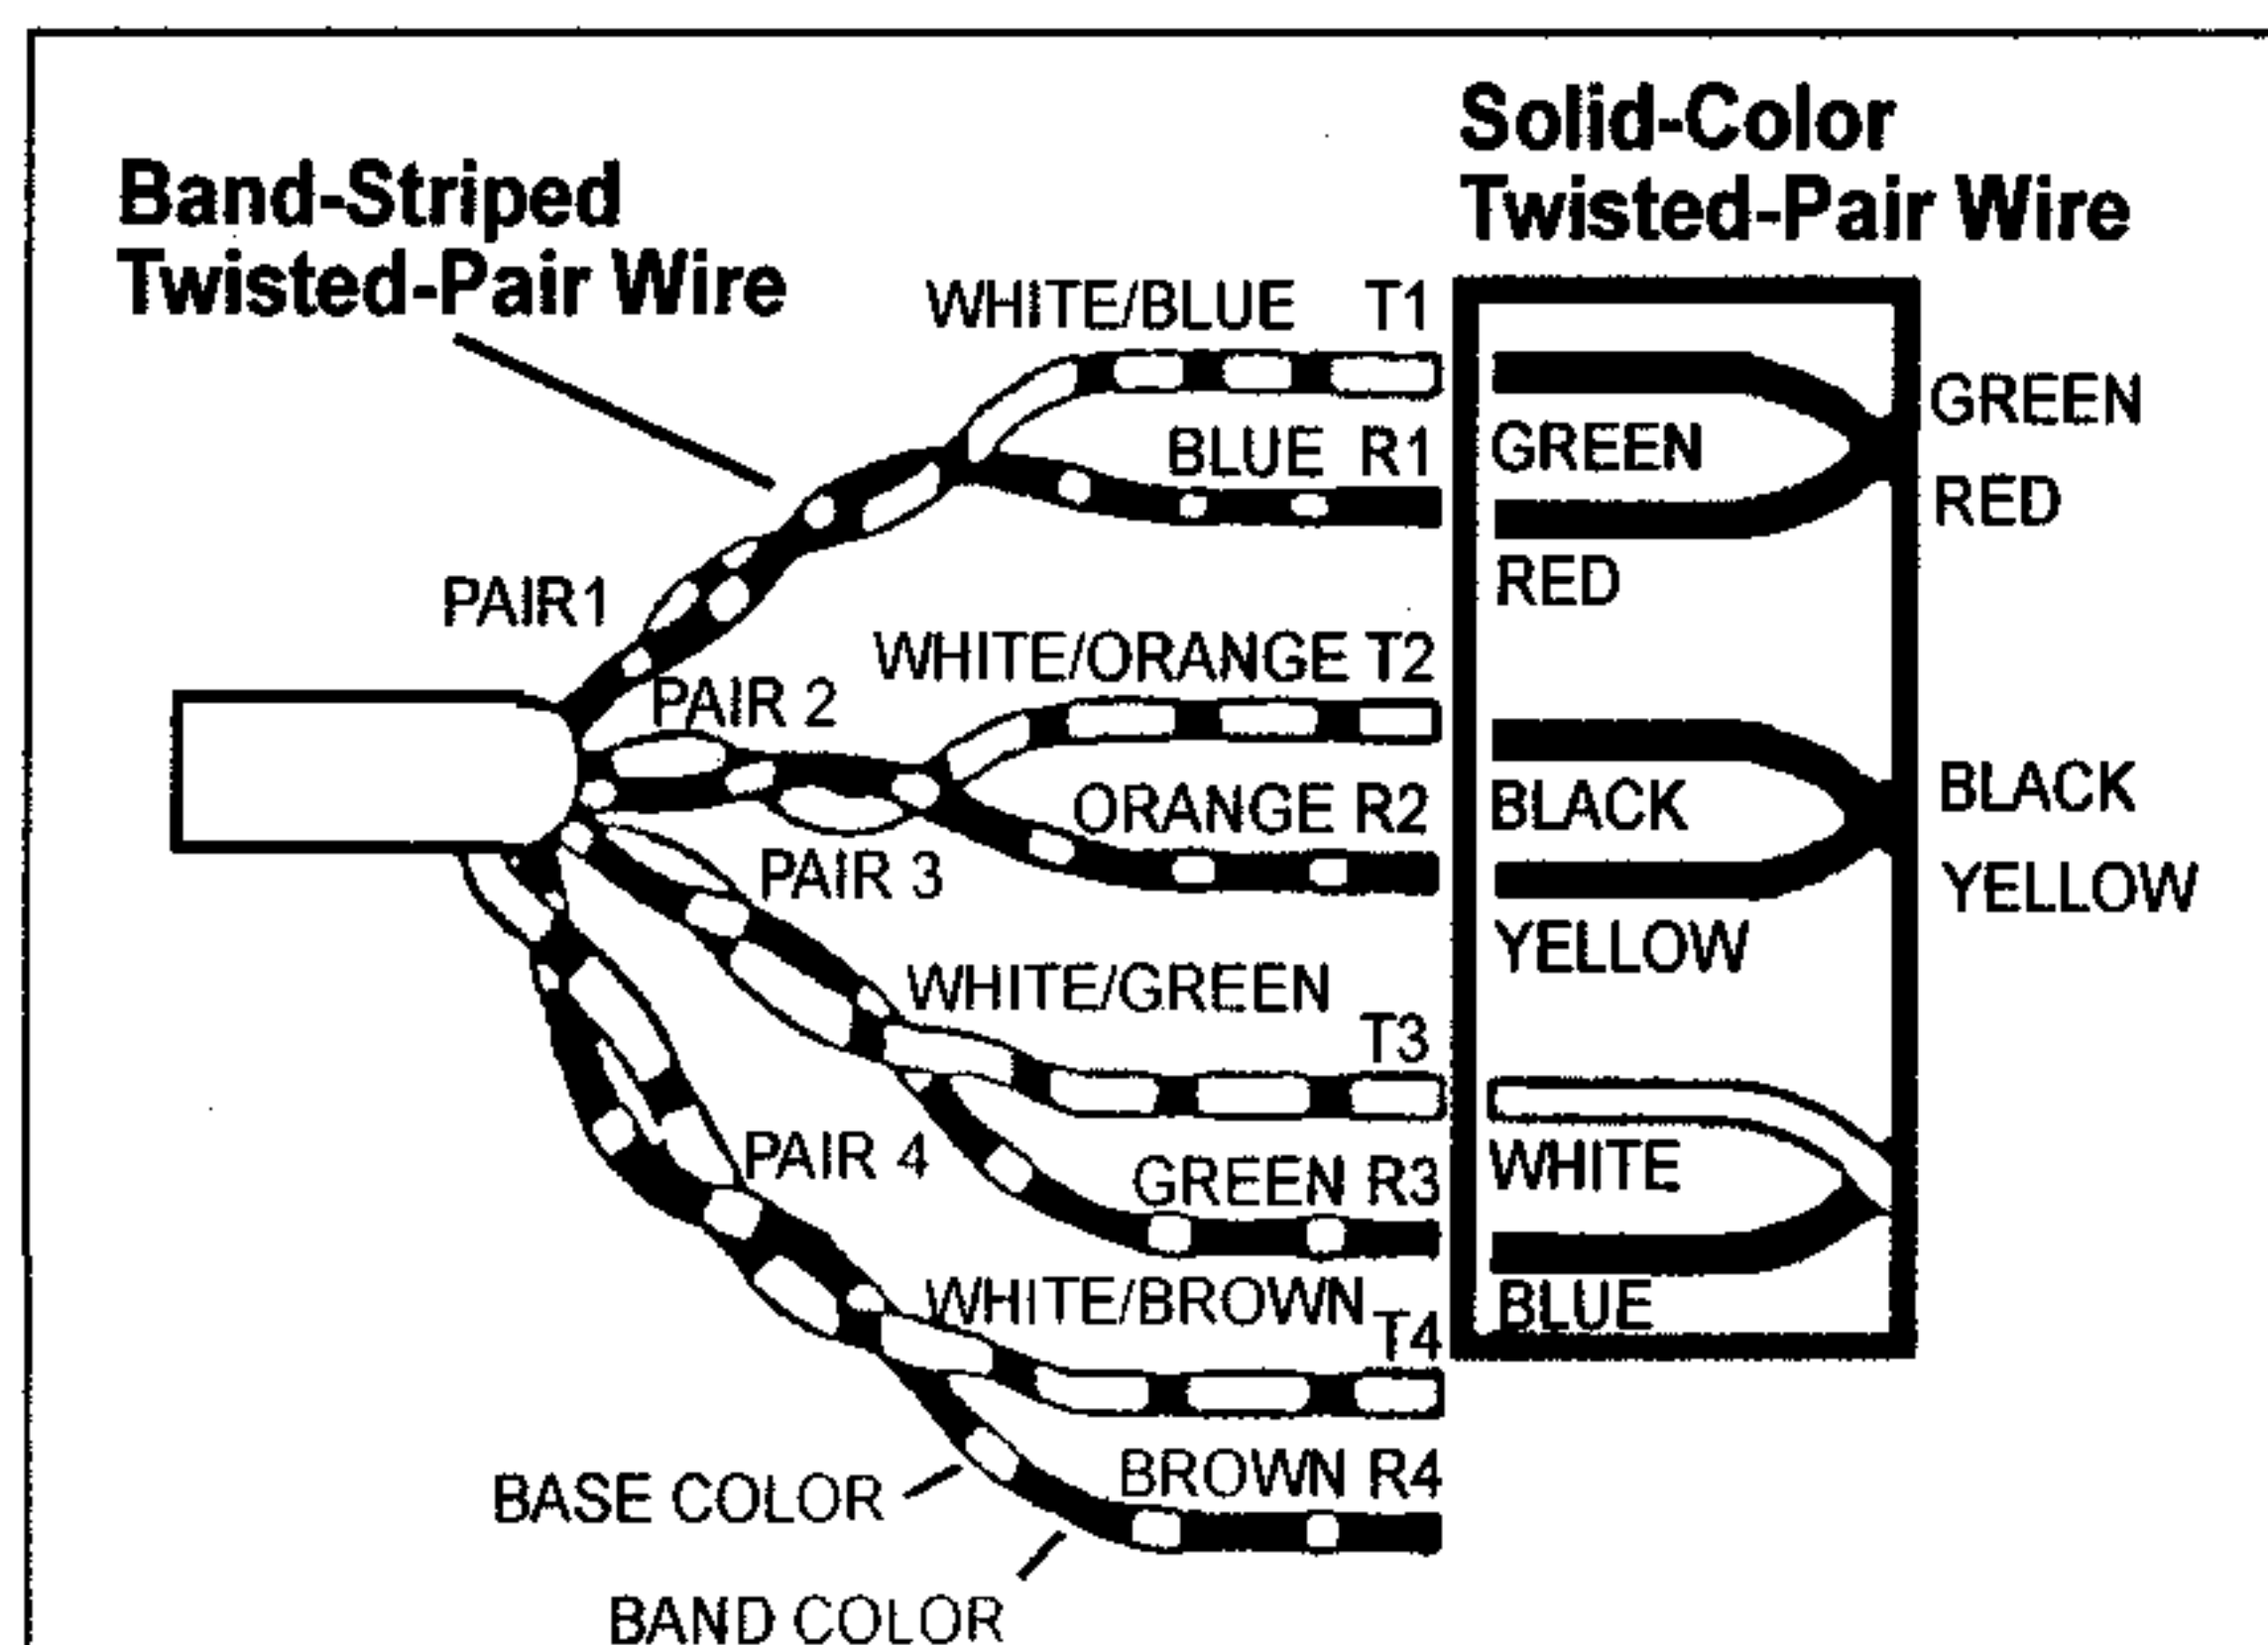 Band-Striped
Twisted-Pair Wire
Solid-Color
Twisted-Pair Wire
WHITE/BLUE T1
BLUE R1
GREEN
RED
GREEN
RED
PAIR1
PAIR 2
WHITE/ORANGE T2
ORANGE R2
BLACK
YELLOW
BLACK
YELLOW
PAIR 3
WHITE/GREEN
T3
GREEN R3
WHITE
BLUE
PAIR 4
WHITE/BROWN
T4
BROWN R4
BASE COLOR
BAND COLOR